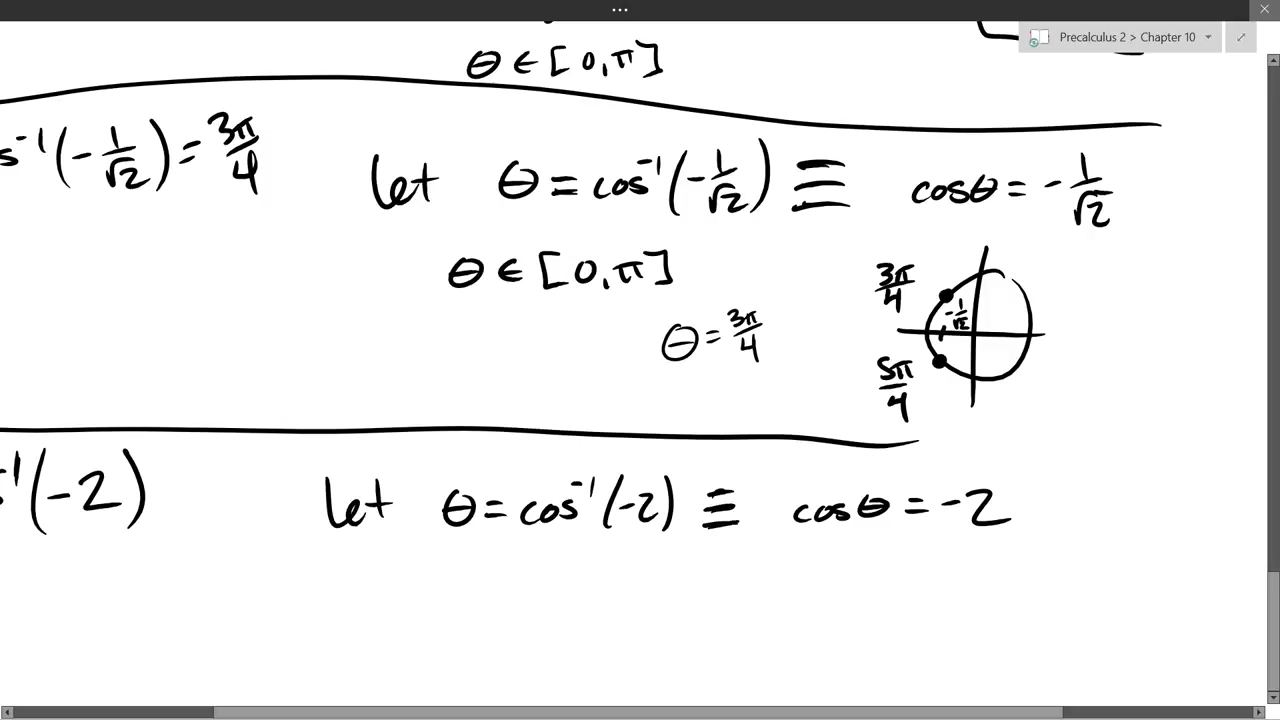 ...
Precalculus 2 > Chapter 10
θ ∈ [0, π]
s⁻¹(-1/√2) = 3π/4
let θ = cos⁻¹(-1/√2) ≡ cosθ = -1/√2
θ ∈ [0, π]
3π/4
-1/√2
θ = 3π/4
5π/4
⁻¹(-2)
let θ = cos⁻¹(-2) ≡ cosθ = -2